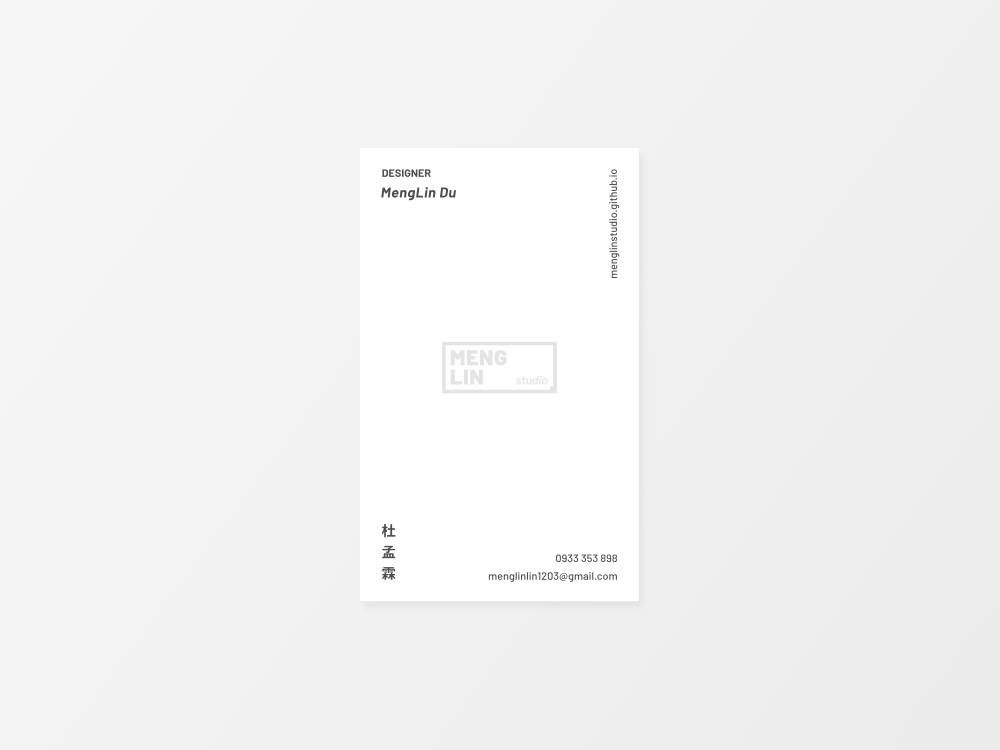 DESIGNER
MengLin Du
menglinstudio.github.io
MENG
LIN
studio
杜
孟
霖
0933 353 898
menglinlin1203@gmail.com